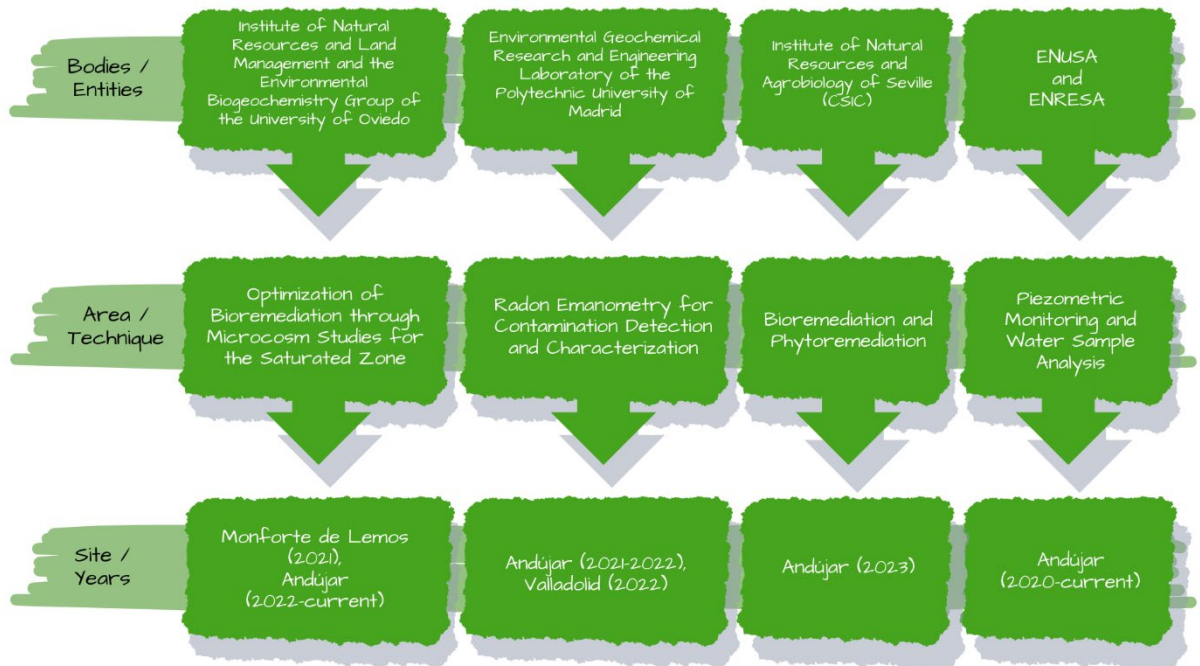 Bodies /
Entities
Institute of Natural
Resources and Land
Management and the
Environmental
Biogeochemistry Group of
the University of Oviedo
Environmental Geochemical
Research and Engineering
Laboratory of the
Polytechnic University of
Madrid
Institute of Natural
Resources and
Agrobiology of Seville
(CSIC)
ENUSA
and
ENRESA
Area /
Technique
Optimization of
Bioremediation through
Microcosm Studies for
the Saturated Zone
Radon Emanometry for
Contamination Detection
and Characterization
Bioremediation and
Phytoremediation
Piezometric
Monitoring and
Water Sample
Analysis
Site /
Years
Monforte de Lemos
(2021),
Andújar
(2022-current)
Andújar (2021-2022),
Valladolid (2022)
Andújar (2023)
Andújar
(2020-current)